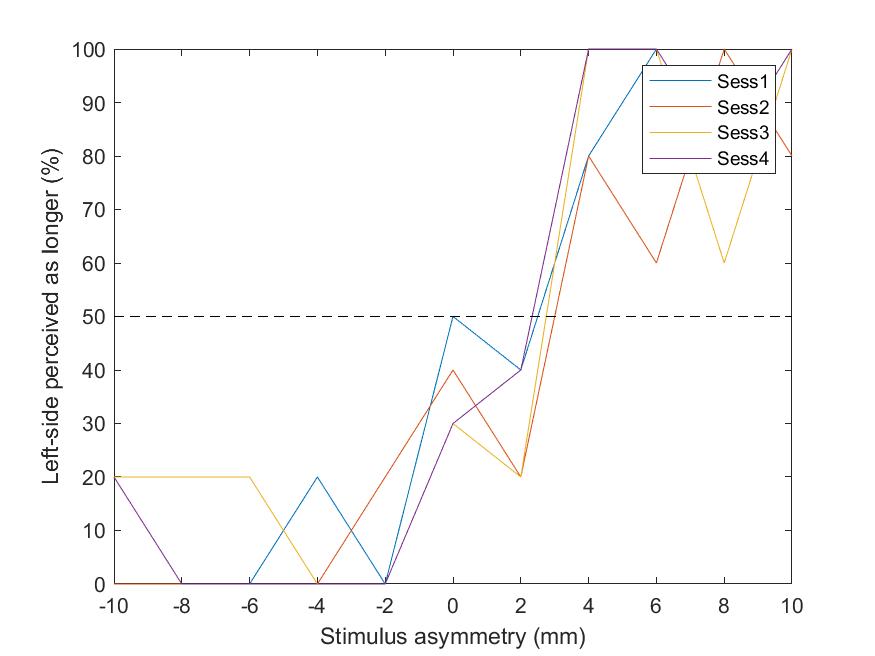 100
90
80
70
60
50
40
30
20
10
0
Left-side perceived as longer (%)
Sess1
Sess2
Sess3
Sess4
-10 -8 -6 -4 -2 0 2 4 6 8 10
Stimulus asymmetry (mm)